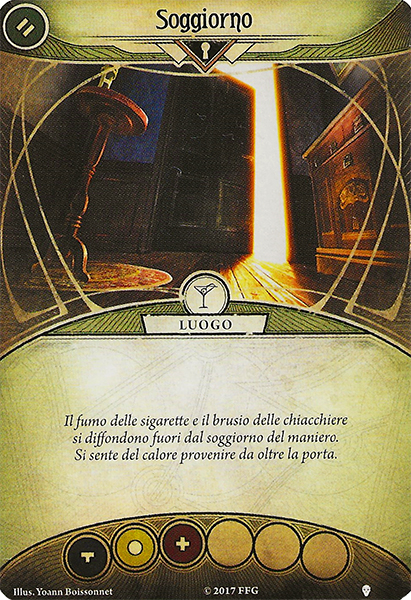 Soggiorno
LUOGO
Il fumo delle sigarette e il brusio delle chiacchiere
si diffondono fuori dal soggiorno del maniero.
Si sente del calore provenire da oltre la porta.
Illus. Yoann Boissonnet
© 2017 FFG